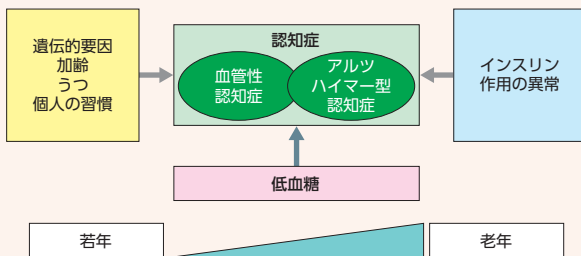 遺伝的要因
加齢
うつ
個人の習慣
認知症
血管性
認知症
アルツ
ハイマー型
認知症
インスリン
作用の異常
低血糖
若年
老年